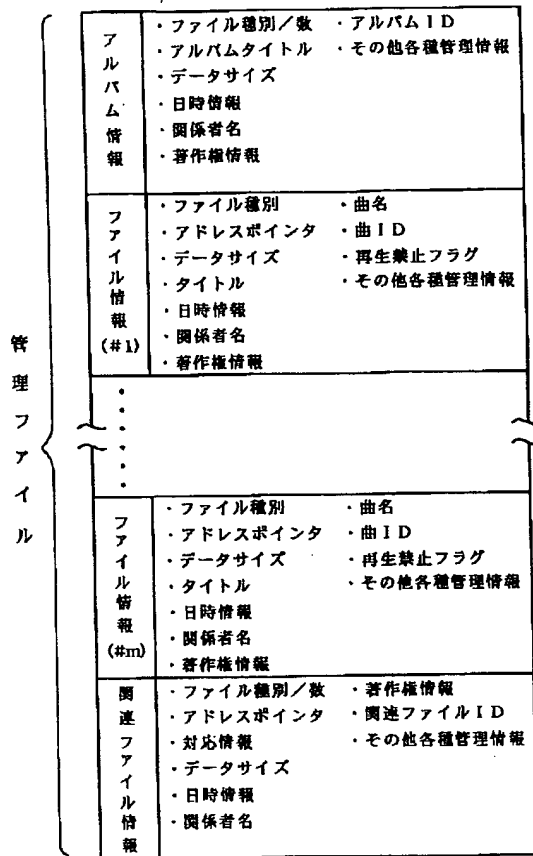 管理ファイル
アルバム情報
・ファイル種別／数 ・アルバムＩＤ
・アルバムタイトル ・その他各種管理情報
・データサイズ
・日時情報
・関係者名
・著作権情報
ファイル情報(#1)
・ファイル種別 ・曲名
・アドレスポインタ ・曲ＩＤ
・データサイズ ・再生禁止フラグ
・タイトル ・その他各種管理情報
・日時情報
・関係者名
・著作権情報
ファイル情報(#m)
・ファイル種別 ・曲名
・アドレスポインタ ・曲ＩＤ
・データサイズ ・再生禁止フラグ
・タイトル ・その他各種管理情報
・日時情報
・関係者名
・著作権情報
関連ファイル情報
・ファイル種別／数 ・著作権情報
・アドレスポインタ ・関連ファイルＩＤ
・対応情報 ・その他各種管理情報
・データサイズ
・日時情報
・関係者名